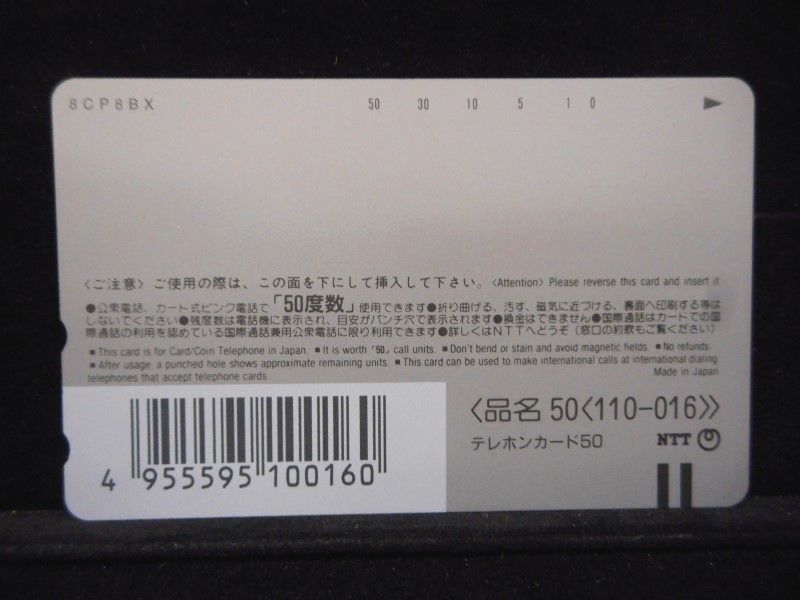 8CP8BX
50 30 10 5 1 0
〈ご注意〉ご使用の際は、この面を下にして挿入して下さい。〈Attention〉 Please reverse this card and insert it.
●公衆電話、カード式ピンク電話で「50度数」使用できます●折り曲げる、汚す、磁気に近づける、裏面へ印刷する等は
しないでください●残度数は電話機に表示され、目安がパンチ穴で表示されます●換金はできません●国際通話はカードでの国
際通話の利用を認めている国際通話兼用公衆電話に限り利用できます●詳しくはNTTへどうぞ（窓口の約款もご覧ください）
■This card is for Card/Coin Telephone in Japan. ■It is worth「50」call units. ■Don't bend or stain and avoid magnetic fields. ■No refunds.
■After usage, a punched hole shows approximate remaining units. ■This card can be used to make international calls at international dialing
telephones that accept telephone cards. Made in Japan
〈品名 50〈110-016〉〉
テレホンカード50 NTT
4 955595 100160